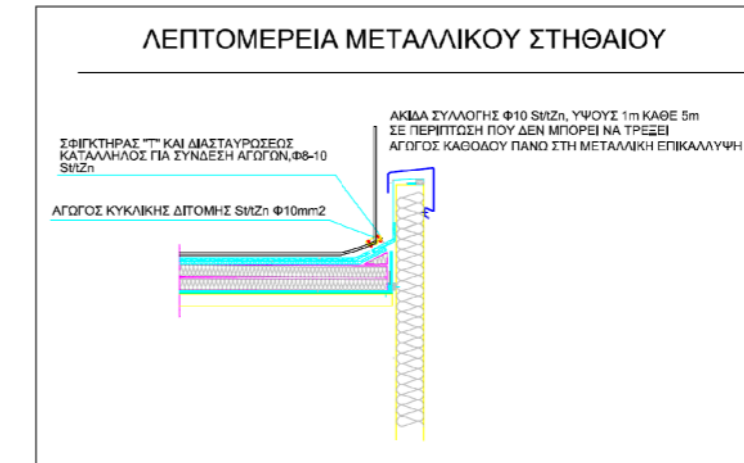 ΛΕΠΤΟΜΕΡΕΙΑ ΜΕΤΑΛΛΙΚΟΥ ΣΤΗΘΑΙΟΥ
ΑΚΙΔΑ ΣΥΛΛΟΓΗΣ Φ10 St/tZn, ΥΨΟΥΣ 1m ΚΑΘΕ 5m
ΣΕ ΠΕΡΙΠΤΩΣΗ ΠΟΥ ΔΕΝ ΜΠΟΡΕΙ ΝΑ ΤΡΕΞΕΙ
ΑΓΩΓΟΣ ΚΑΘΟΔΟΥ ΠΑΝΩ ΣΤΗ ΜΕΤΑΛΛΙΚΗ ΕΠΙΚΑΛΥΨΗ
ΣΦΙΓΚΤΗΡΑΣ "Τ" ΚΑΙ ΔΙΑΣΤΑΥΡΩΣΕΩΣ
ΚΑΤΑΛΛΗΛΟΣ ΓΙΑ ΣΥΝΔΕΣΗ ΑΓΩΓΩΝ,Φ8-10
St/tZn
ΑΓΩΓΟΣ ΚΥΚΛΙΚΗΣ ΔΙΤΟΜΗΣ St/tZn Φ10mm2